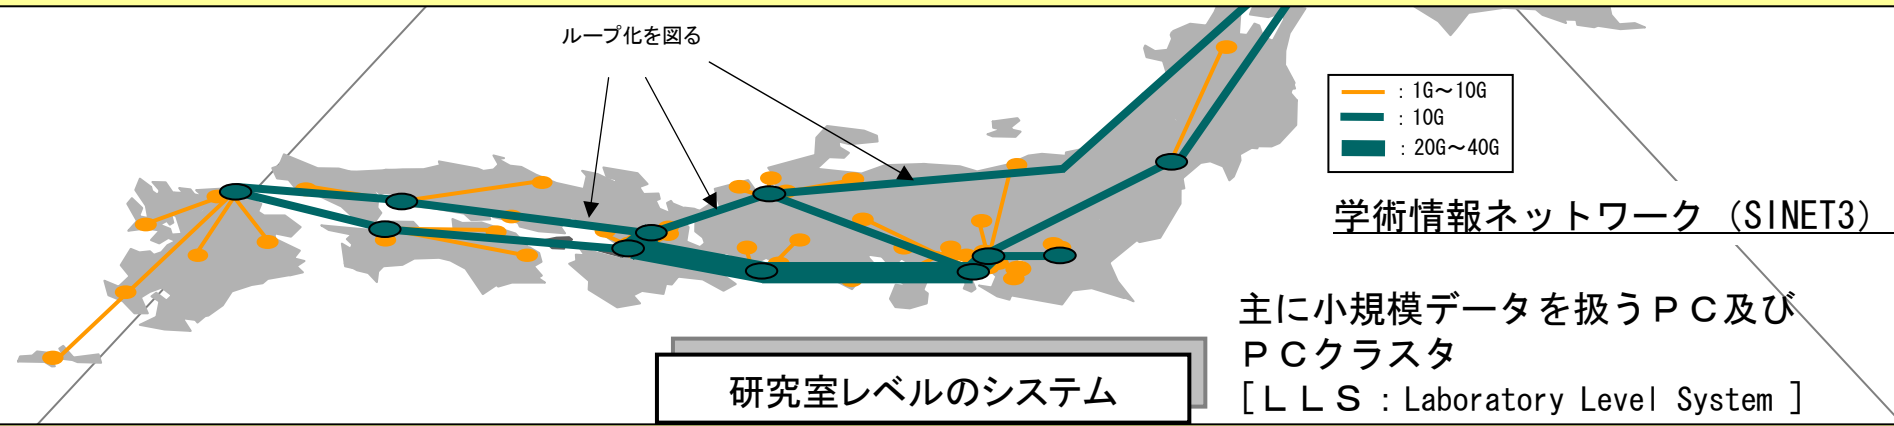 ループ化を図る
：1G～10G
：10G
：20G～40G
学術情報ネットワーク（SINET3）
主に小規模データを扱うＰＣ及び
ＰＣクラスタ
[ＬＬＳ：Laboratory Level System ]
研究室レベルのシステム